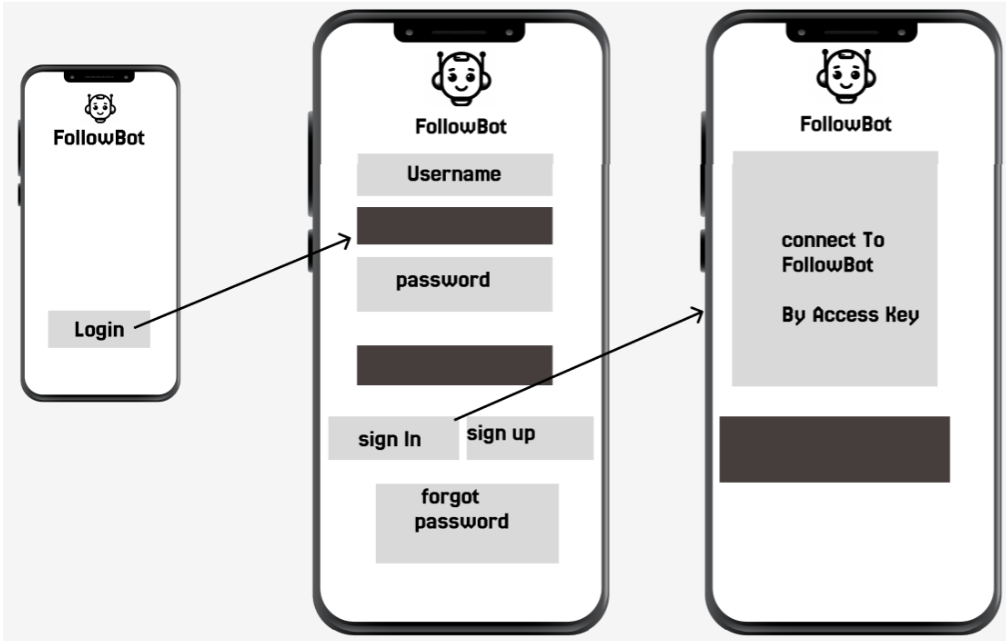 FollowBot
Login
FollowBot
Username
password
sign In
sign up
forgot
password
FollowBot
connect To
FollowBot
By Access Key